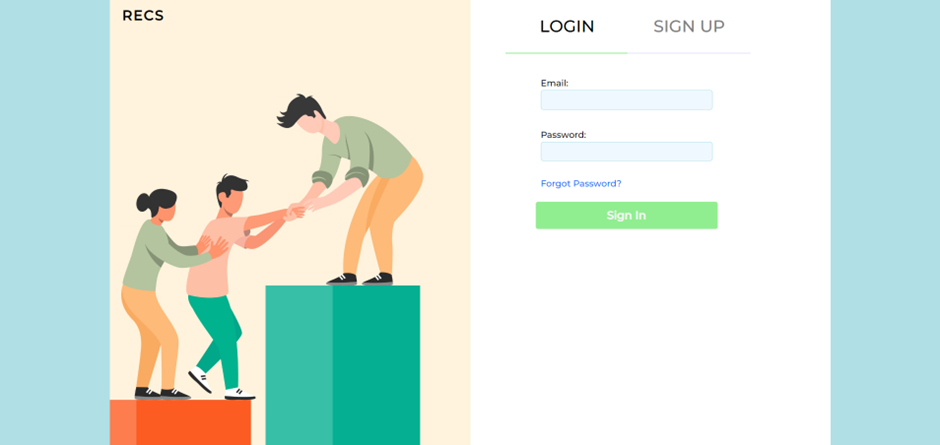 RECS
LOGIN SIGN UP
Email:
Password:
Forgot Password?
Sign In